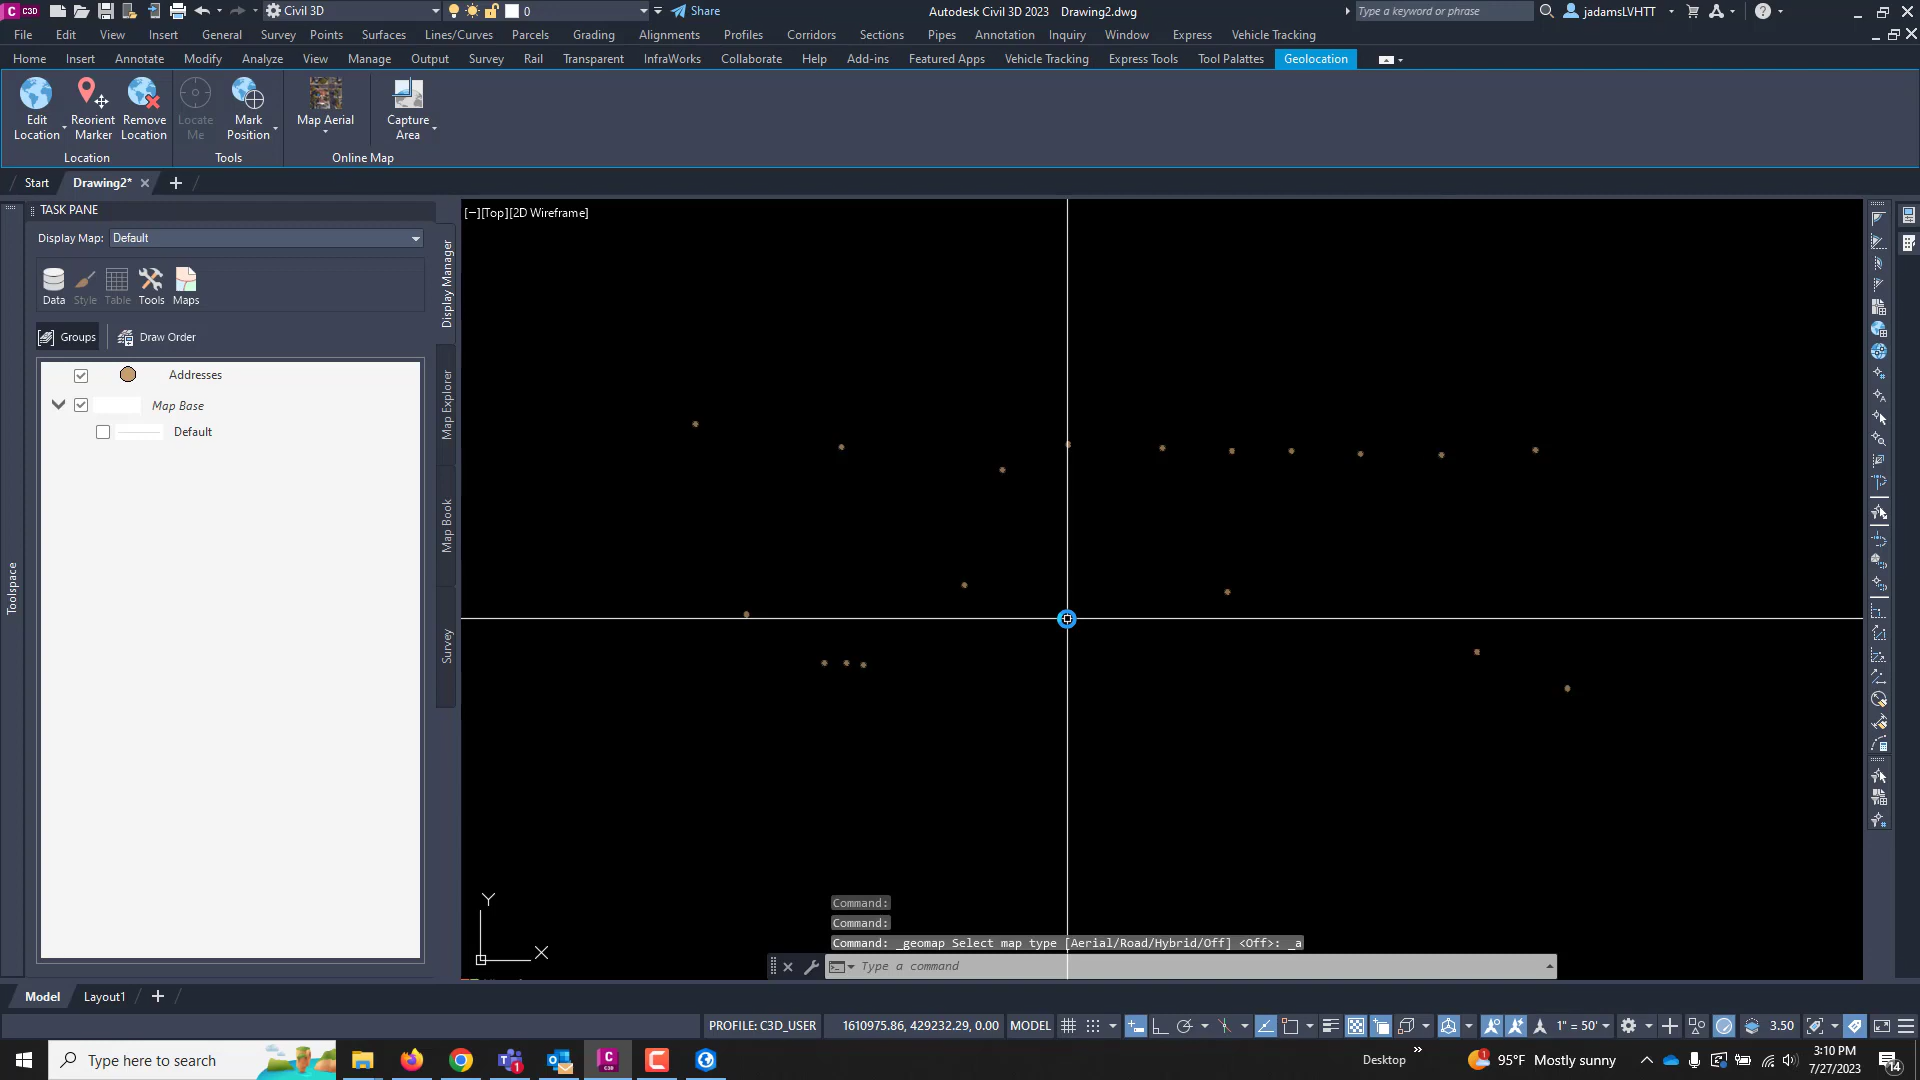 C C3D
Civil 3D
0
Share
Autodesk Civil 3D 2023 Drawing2.dwg
Type a keyword or phrase
jadamsLVHTT
File Edit View Insert General Survey Points Surfaces Lines/Curves Parcels Grading Alignments Profiles Corridors Sections Pipes Annotation Inquiry Window Express Vehicle Tracking
Home Insert Annotate Modify Analyze View Manage Output Survey Rail Transparent InfraWorks Collaborate Help Add-ins Featured Apps Vehicle Tracking Express Tools Tool Palettes Geolocation
Edit Location
Reorient Marker
Remove Location
Locate Me
Mark Position
Map Aerial
Capture Area
Location
Tools
Online Map
Start
Drawing2*
TASK PANE
Display Map: Default
Data Style Table Tools Maps
Groups
Draw Order
Addresses
Map Base
Default
Toolspace
Display Manager
Map Explorer
Map Book
Survey
[−][Top][2D Wireframe]
Y
X
Command:
Command:
Command: _geomap Select map type [Aerial/Road/Hybrid/Off] <Off>: _a
Type a command
Model
Layout1
PROFILE: C3D_USER
1610975.86, 429232.29, 0.00
MODEL
1" = 50'
3.50
Type here to search
Desktop
95°F Mostly sunny
3:10 PM
7/27/2023
14